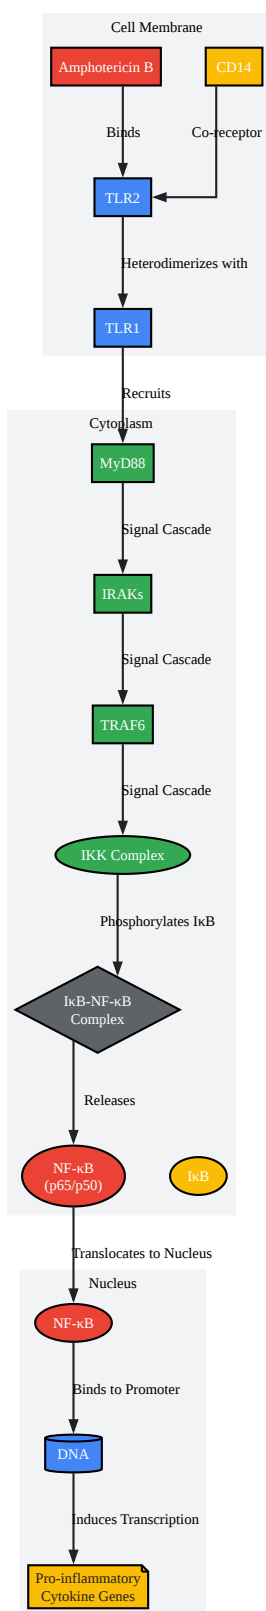 Cell Membrane
Amphotericin B
CD14
Binds
Co-receptor
TLR2
Heterodimerizes with
TLR1
Recruits
Cytoplasm
MyD88
Signal Cascade
IRAKs
Signal Cascade
TRAF6
Signal Cascade
IKK Complex
Phosphorylates IκB
IκB-NF-κB
Complex
Releases
NF-κB
(p65/p50)
IκB
Translocates to Nucleus
Nucleus
NF-κB
Binds to Promoter
DNA
Induces Transcription
Pro-inflammatory
Cytokine Genes